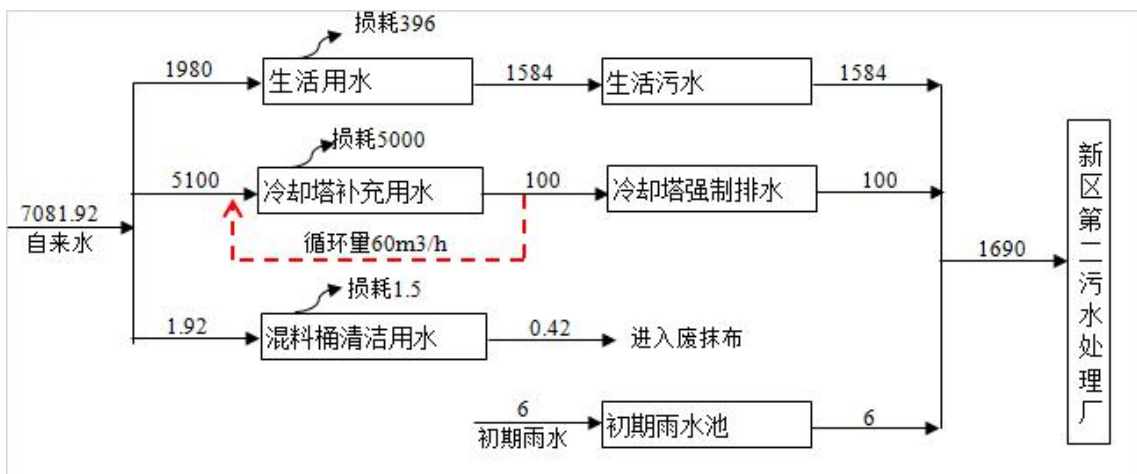 损耗396
1980
生活用水
1584
生活污水
1584
损耗5000
5100
冷却塔补充用水
100
冷却塔强制排水
100
7081.92
自来水
循环量60m3/h
1690
新区第二污水处理厂
损耗1.5
1.92
混料桶清洁用水
0.42
进入废抹布
6
初期雨水
初期雨水池
6